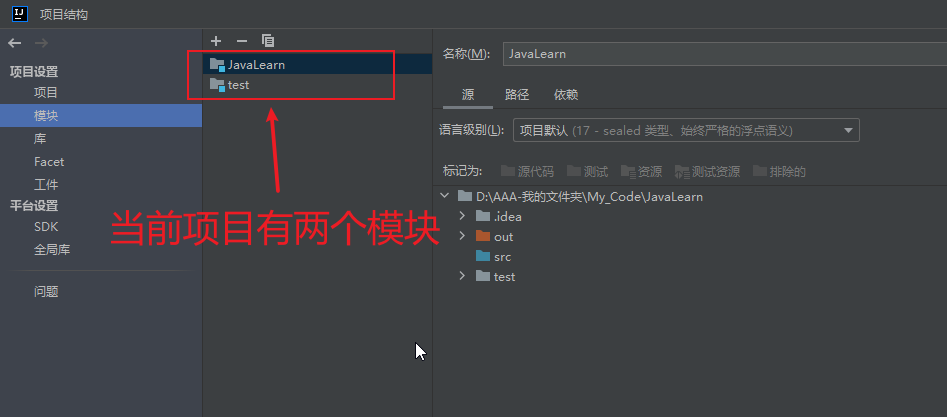 项目结构
项目设置
项目
模块
库
Facet
工件
平台设置
SDK
全局库
问题
JavaLearn
test
当前项目有两个模块
名称(M): JavaLearn
源 路径 依赖
语言级别(L): 项目默认 (17 - sealed 类型、始终严格的浮点语义)
标记为: 源代码 测试 资源 测试资源 排除的
D:\AAA-我的文件夹\My_Code\JavaLearn
.idea
out
src
test